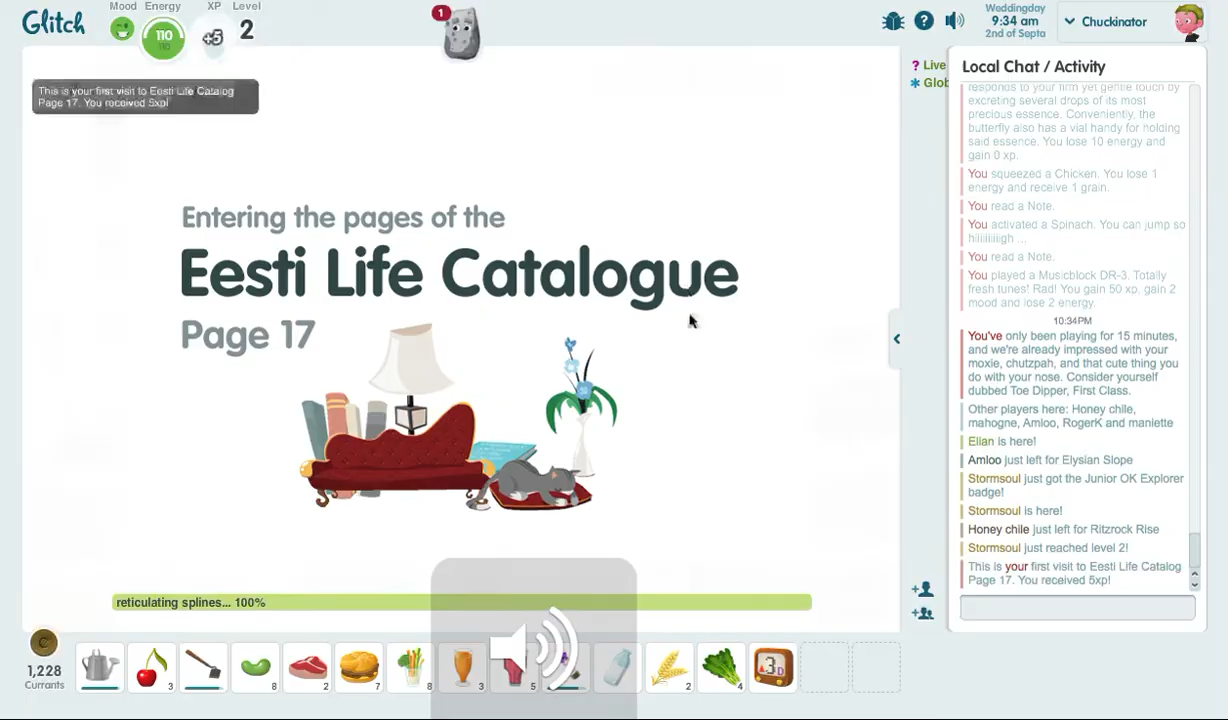 Glitch
Mood
Energy
XP
Level
110
110
+5
2
1
Weddingday
9:34 am
2nd of Septa
Chuckinator
This is your first visit to Eesti Life Catalog
Page 17. You received 5xp!
Entering the pages of the
Eesti Life Catalogue
Page 17
reticulating splines... 100%
1,228
Currants
3
8
2
7
8
3
5
2
4
3
D
? Live
* Glob
Local Chat / Activity
responds to your firm yet gentle touch by
excreting several drops of its most
precious essence. Conveniently, the
butterfly also has a vial handy for holding
said essence. You lose 10 energy and
gain 0 xp.
You squeezed a Chicken. You lose 1
energy and receive 1 grain.
You read a Note.
You activated a Spinach. You can jump so
hiiiiiiiigh ...
You read a Note.
You played a Musicblock DR-3. Totally
fresh tunes! Rad! You gain 50 xp, gain 2
mood and lose 2 energy.
10:34PM
You've only been playing for 15 minutes,
and we're already impressed with your
moxie, chutzpah, and that cute thing you
do with your nose. Consider yourself
dubbed Toe Dipper, First Class.
Other players here: Honey chile,
mahogne, Amloo, RogerK and maniette
Elian is here!
Amloo just left for Elysian Slope
Stormsoul just got the Junior OK Explorer
badge!
Stormsoul is here!
Honey chile just left for Ritzrock Rise
Stormsoul just reached level 2!
This is your first visit to Eesti Life Catalog
Page 17. You received 5xp!